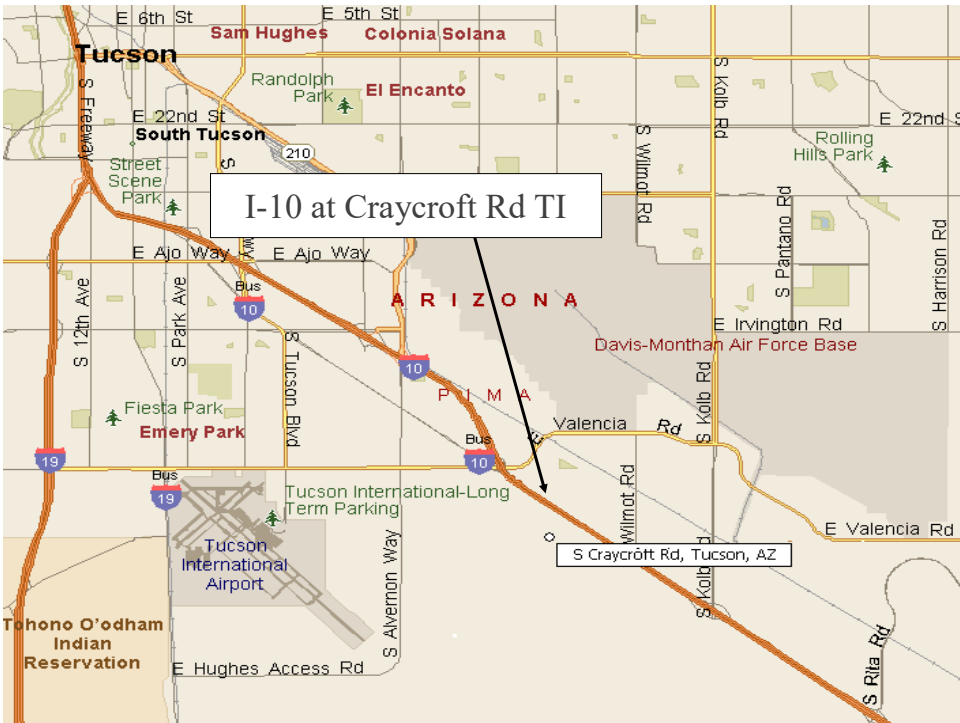 E 6th St
E 5th St
Sam Hughes
Colonia Solana
Tucson
S Freeway
Randolph
Park
El Encanto
S Kolb Rd
E 22nd St
E 22nd S
South Tucson
S Wilmot Rd
Rolling
Hills Park
210
Street
Scene
Park
S
I-10 at Craycroft Rd TI
S Pantano Rd
S Harrison Rd
E Ajo Way
wy
E Ajo Way
Bus
10
ARIZONA
S 12th Ave
S Park Ave
E Irvington Rd
Davis-Monthan Air Force Base
S Tucson Blvd
10
PIMA
S Kolb Rd
Fiesta Park
Emery Park
E
Valencia
Rd
Bus
10
19
Bus
19
Tucson International-Long
Term Parking
Wilmot Rd
E Valencia Rd
Tucson
International
Airport
S Alvernon Way
S Craycroft Rd, Tucson, AZ
S Kolb Rd
Tohono O'odham
Indian
Reservation
E Hughes Access Rd
S Rita Rd